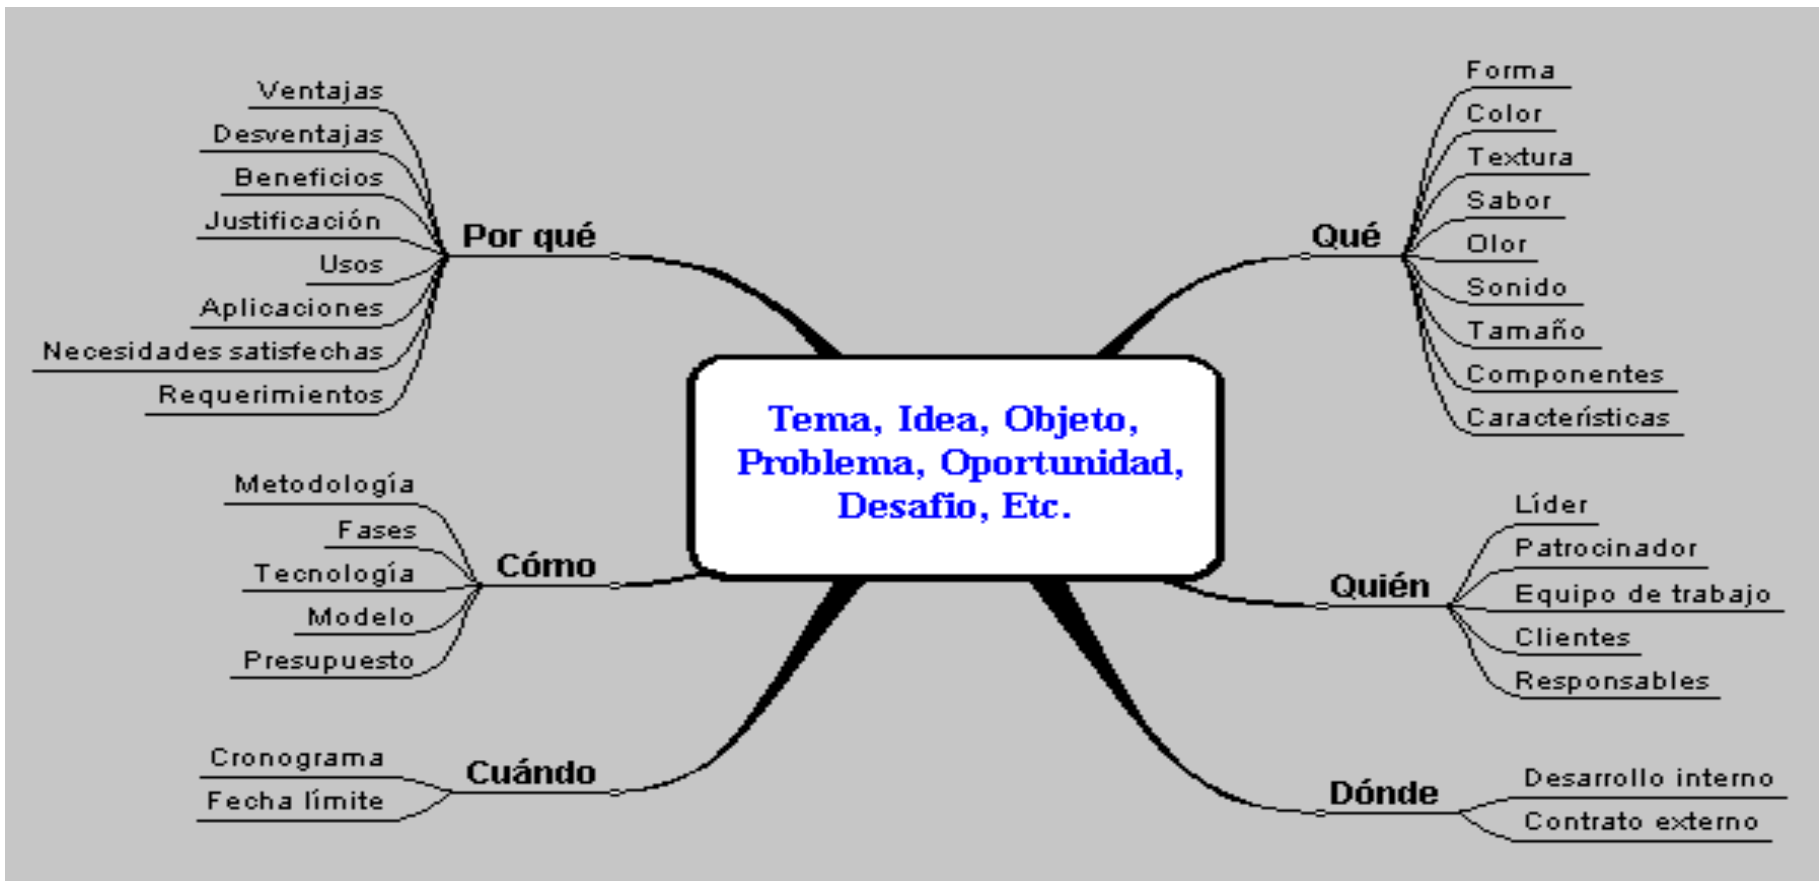 Tema, Idea, Objeto,
Problema, Oportunidad,
Desafio, Etc.
Por qué
Ventajas
Desventajas
Beneficios
Justificación
Usos
Aplicaciones
Necesidades satisfechas
Requerimientos
Cómo
Metodología
Fases
Tecnología
Modelo
Presupuesto
Cuándo
Cronograma
Fecha límite
Qué
Forma
Color
Textura
Sabor
Olor
Sonido
Tamaño
Componentes
Características
Quién
Líder
Patrocinador
Equipo de trabajo
Clientes
Responsables
Dónde
Desarrollo interno
Contrato externo